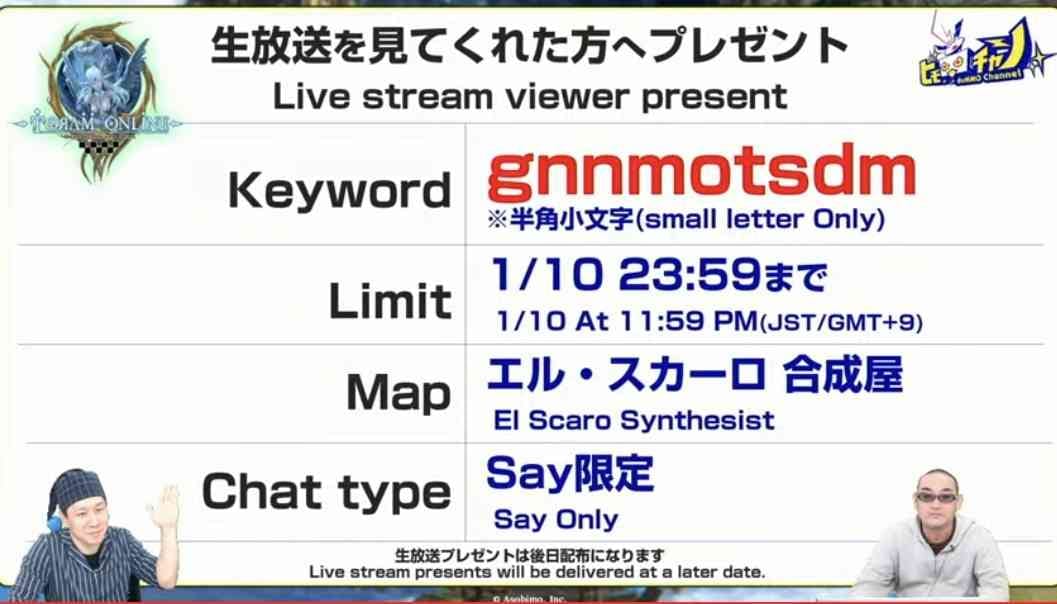 生放送を見てくれた方へプレゼント
Live stream viewer present
TORAM ONLINE
ヒモチャン
#eMMO Channel
Keyword
gnnmotsdm
※半角小文字(small letter Only)
Limit
1/10 23:59まで
1/10 At 11:59 PM(JST/GMT+9)
Map
エル・スカーロ 合成屋
El Scaro Synthesist
Chat type
Say限定
Say Only
生放送プレゼントは後日配布になります
Live stream presents will be delivered at a later date.
© Asobimo, Inc.